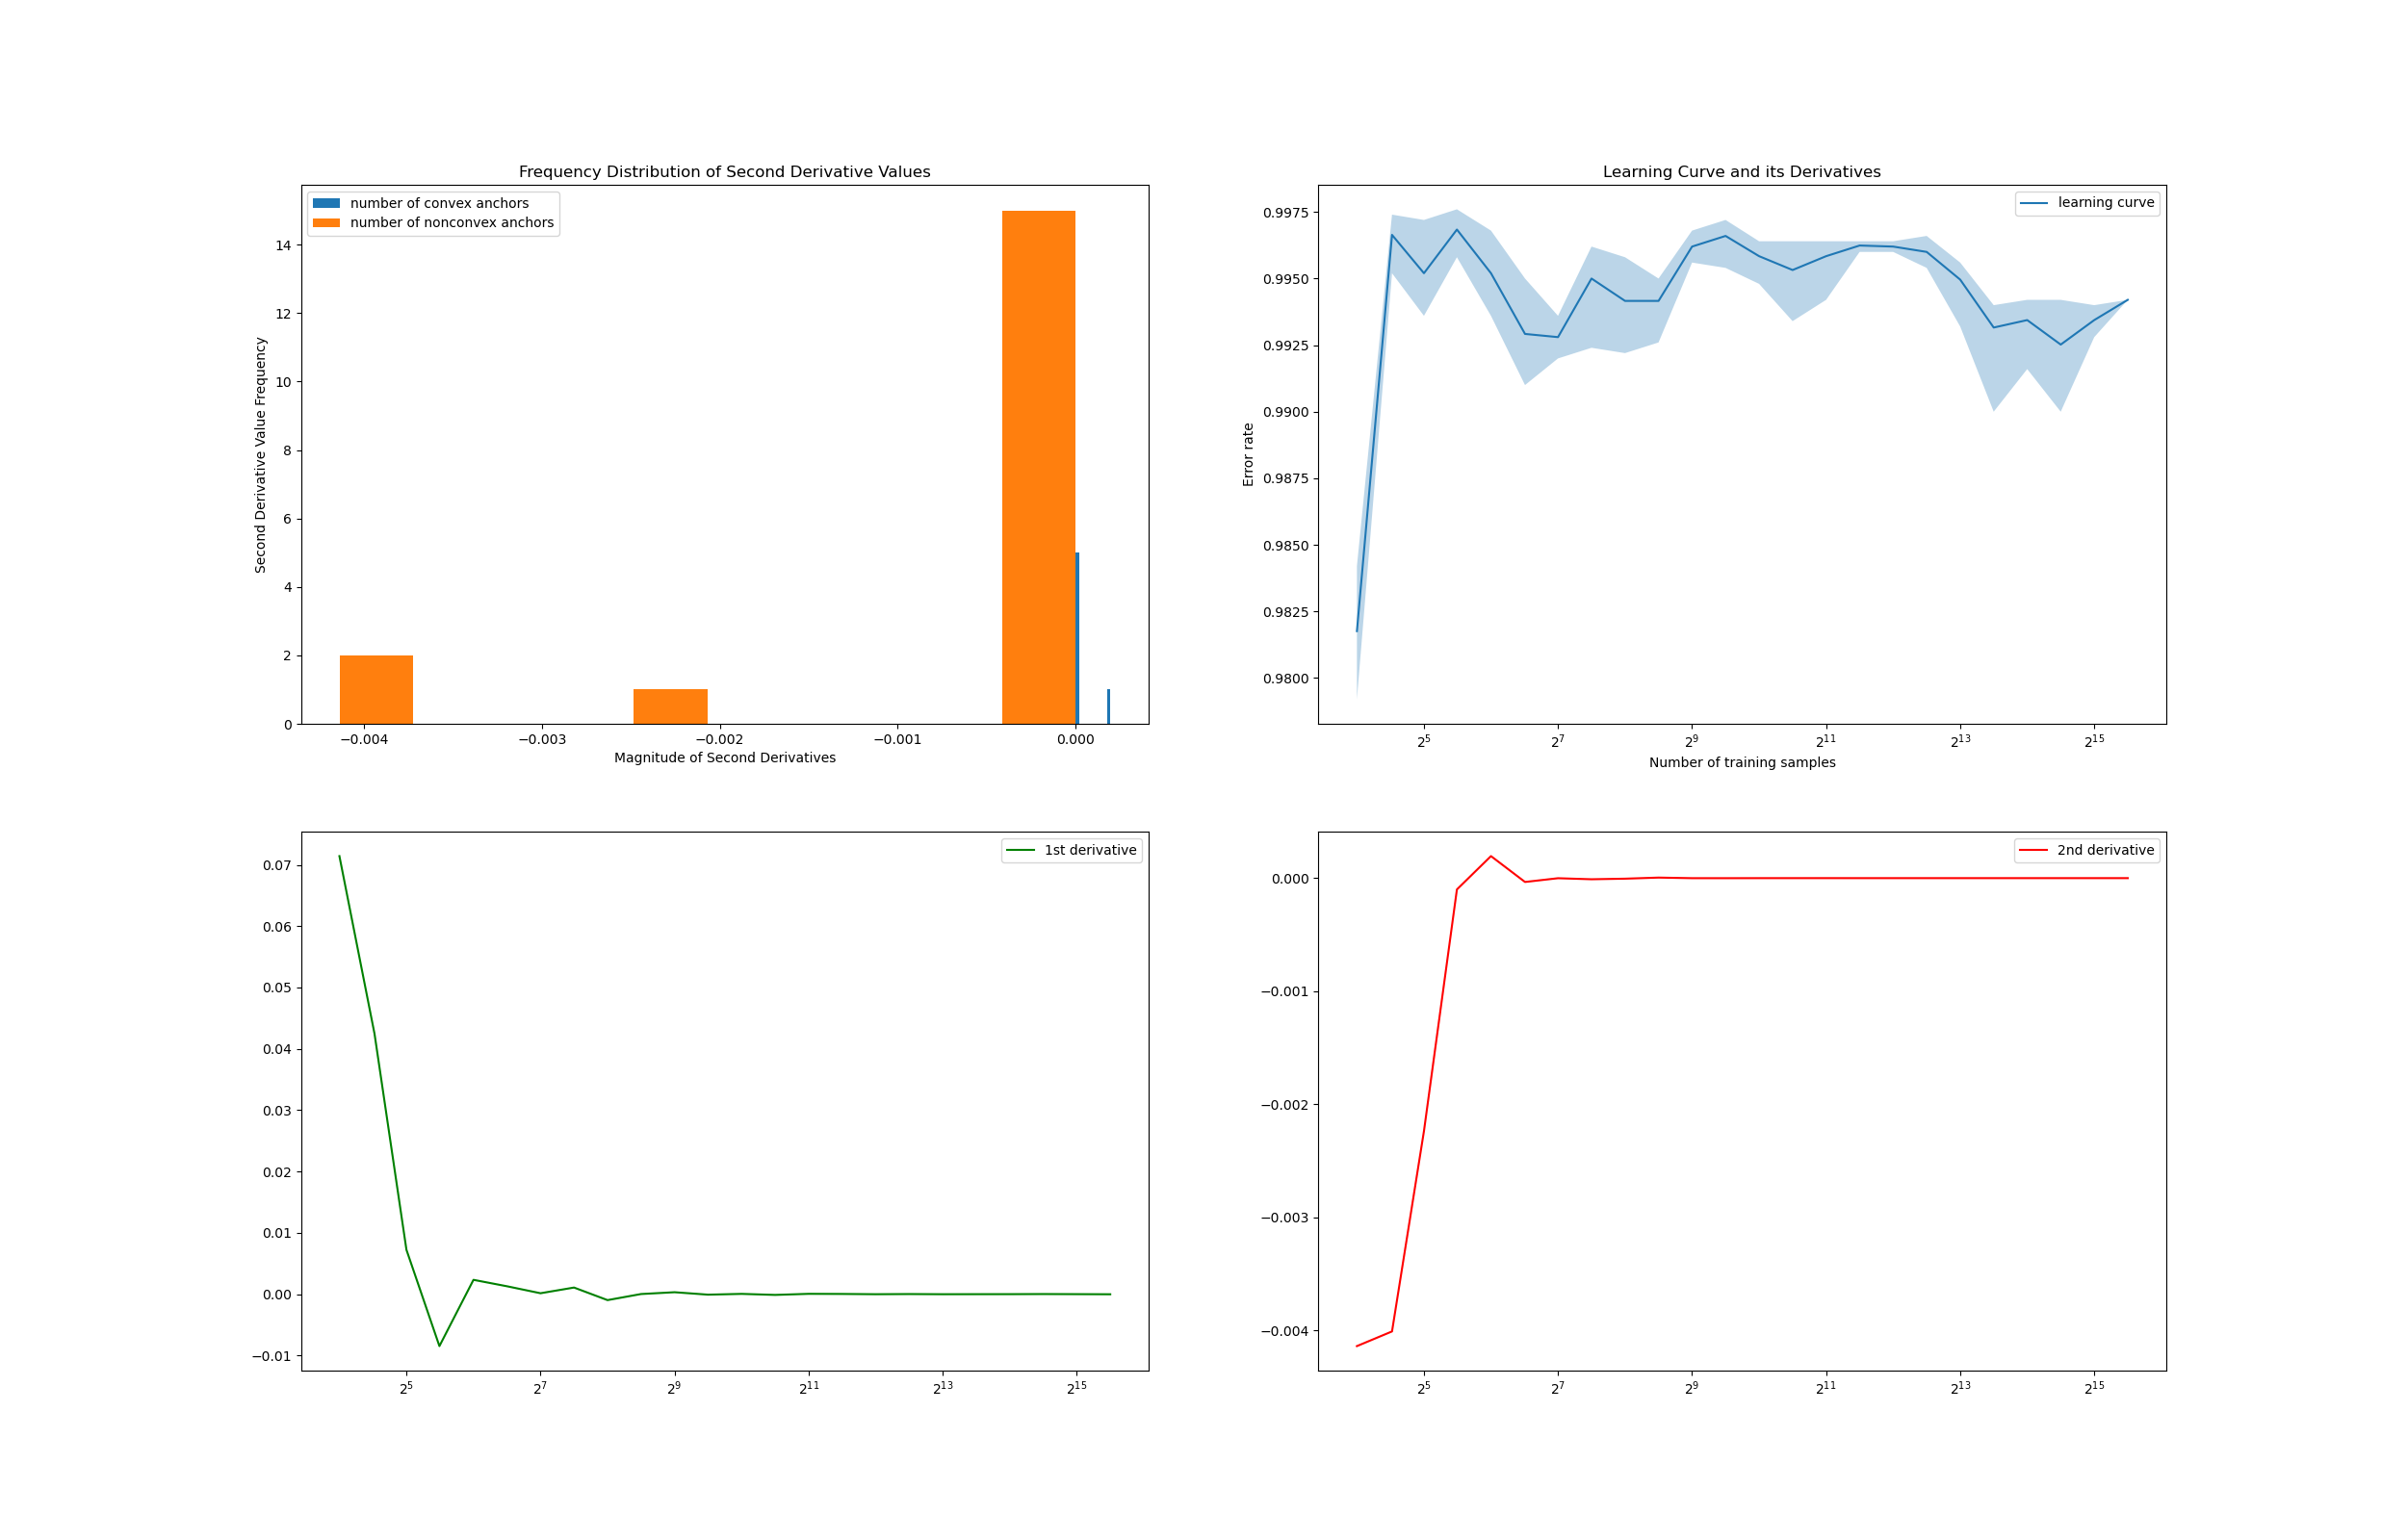 Frequency Distribution of Second Derivative Values
number of convex anchors
number of nonconvex anchors
Second Derivative Value Frequency
14
12
10
8
6
4
2
0
−0.004 −0.003 −0.002 −0.001 0.000
Magnitude of Second Derivatives
Learning Curve and its Derivatives
learning curve
Error rate
0.9975
0.9950
0.9925
0.9900
0.9875
0.9850
0.9825
0.9800
2^5 2^7 2^9 2^11 2^13 2^15
Number of training samples
1st derivative
0.07
0.06
0.05
0.04
0.03
0.02
0.01
0.00
−0.01
2^5 2^7 2^9 2^11 2^13 2^15
2nd derivative
0.000
−0.001
−0.002
−0.003
−0.004
2^5 2^7 2^9 2^11 2^13 2^15